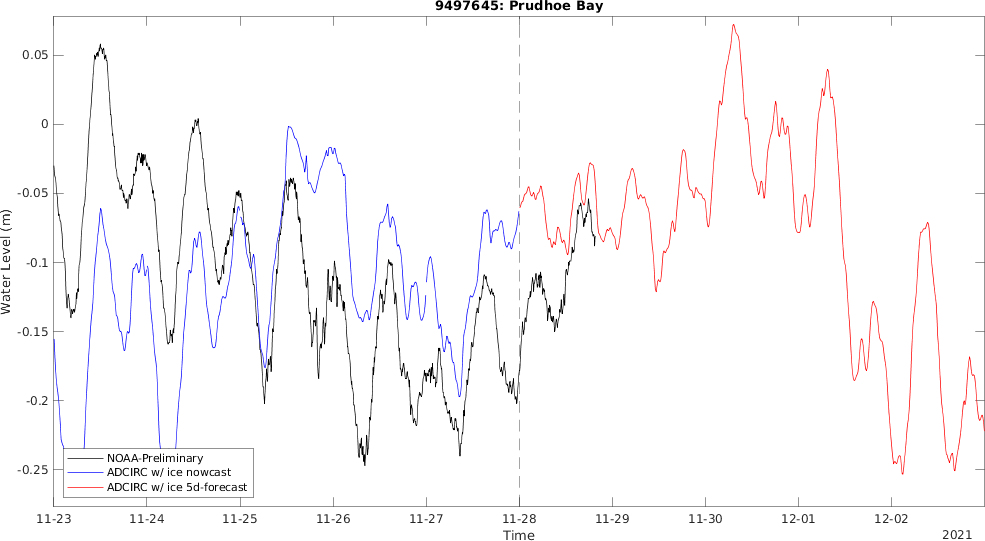 9497645: Prudhoe Bay
Water Level (m)
0.05
0
-0.05
-0.1
-0.15
-0.2
-0.25
NOAA-Preliminary
ADCIRC w/ ice nowcast
ADCIRC w/ ice 5d-forecast
11-23 11-24 11-25 11-26 11-27 11-28 11-29 11-30 12-01 12-02
Time
2021